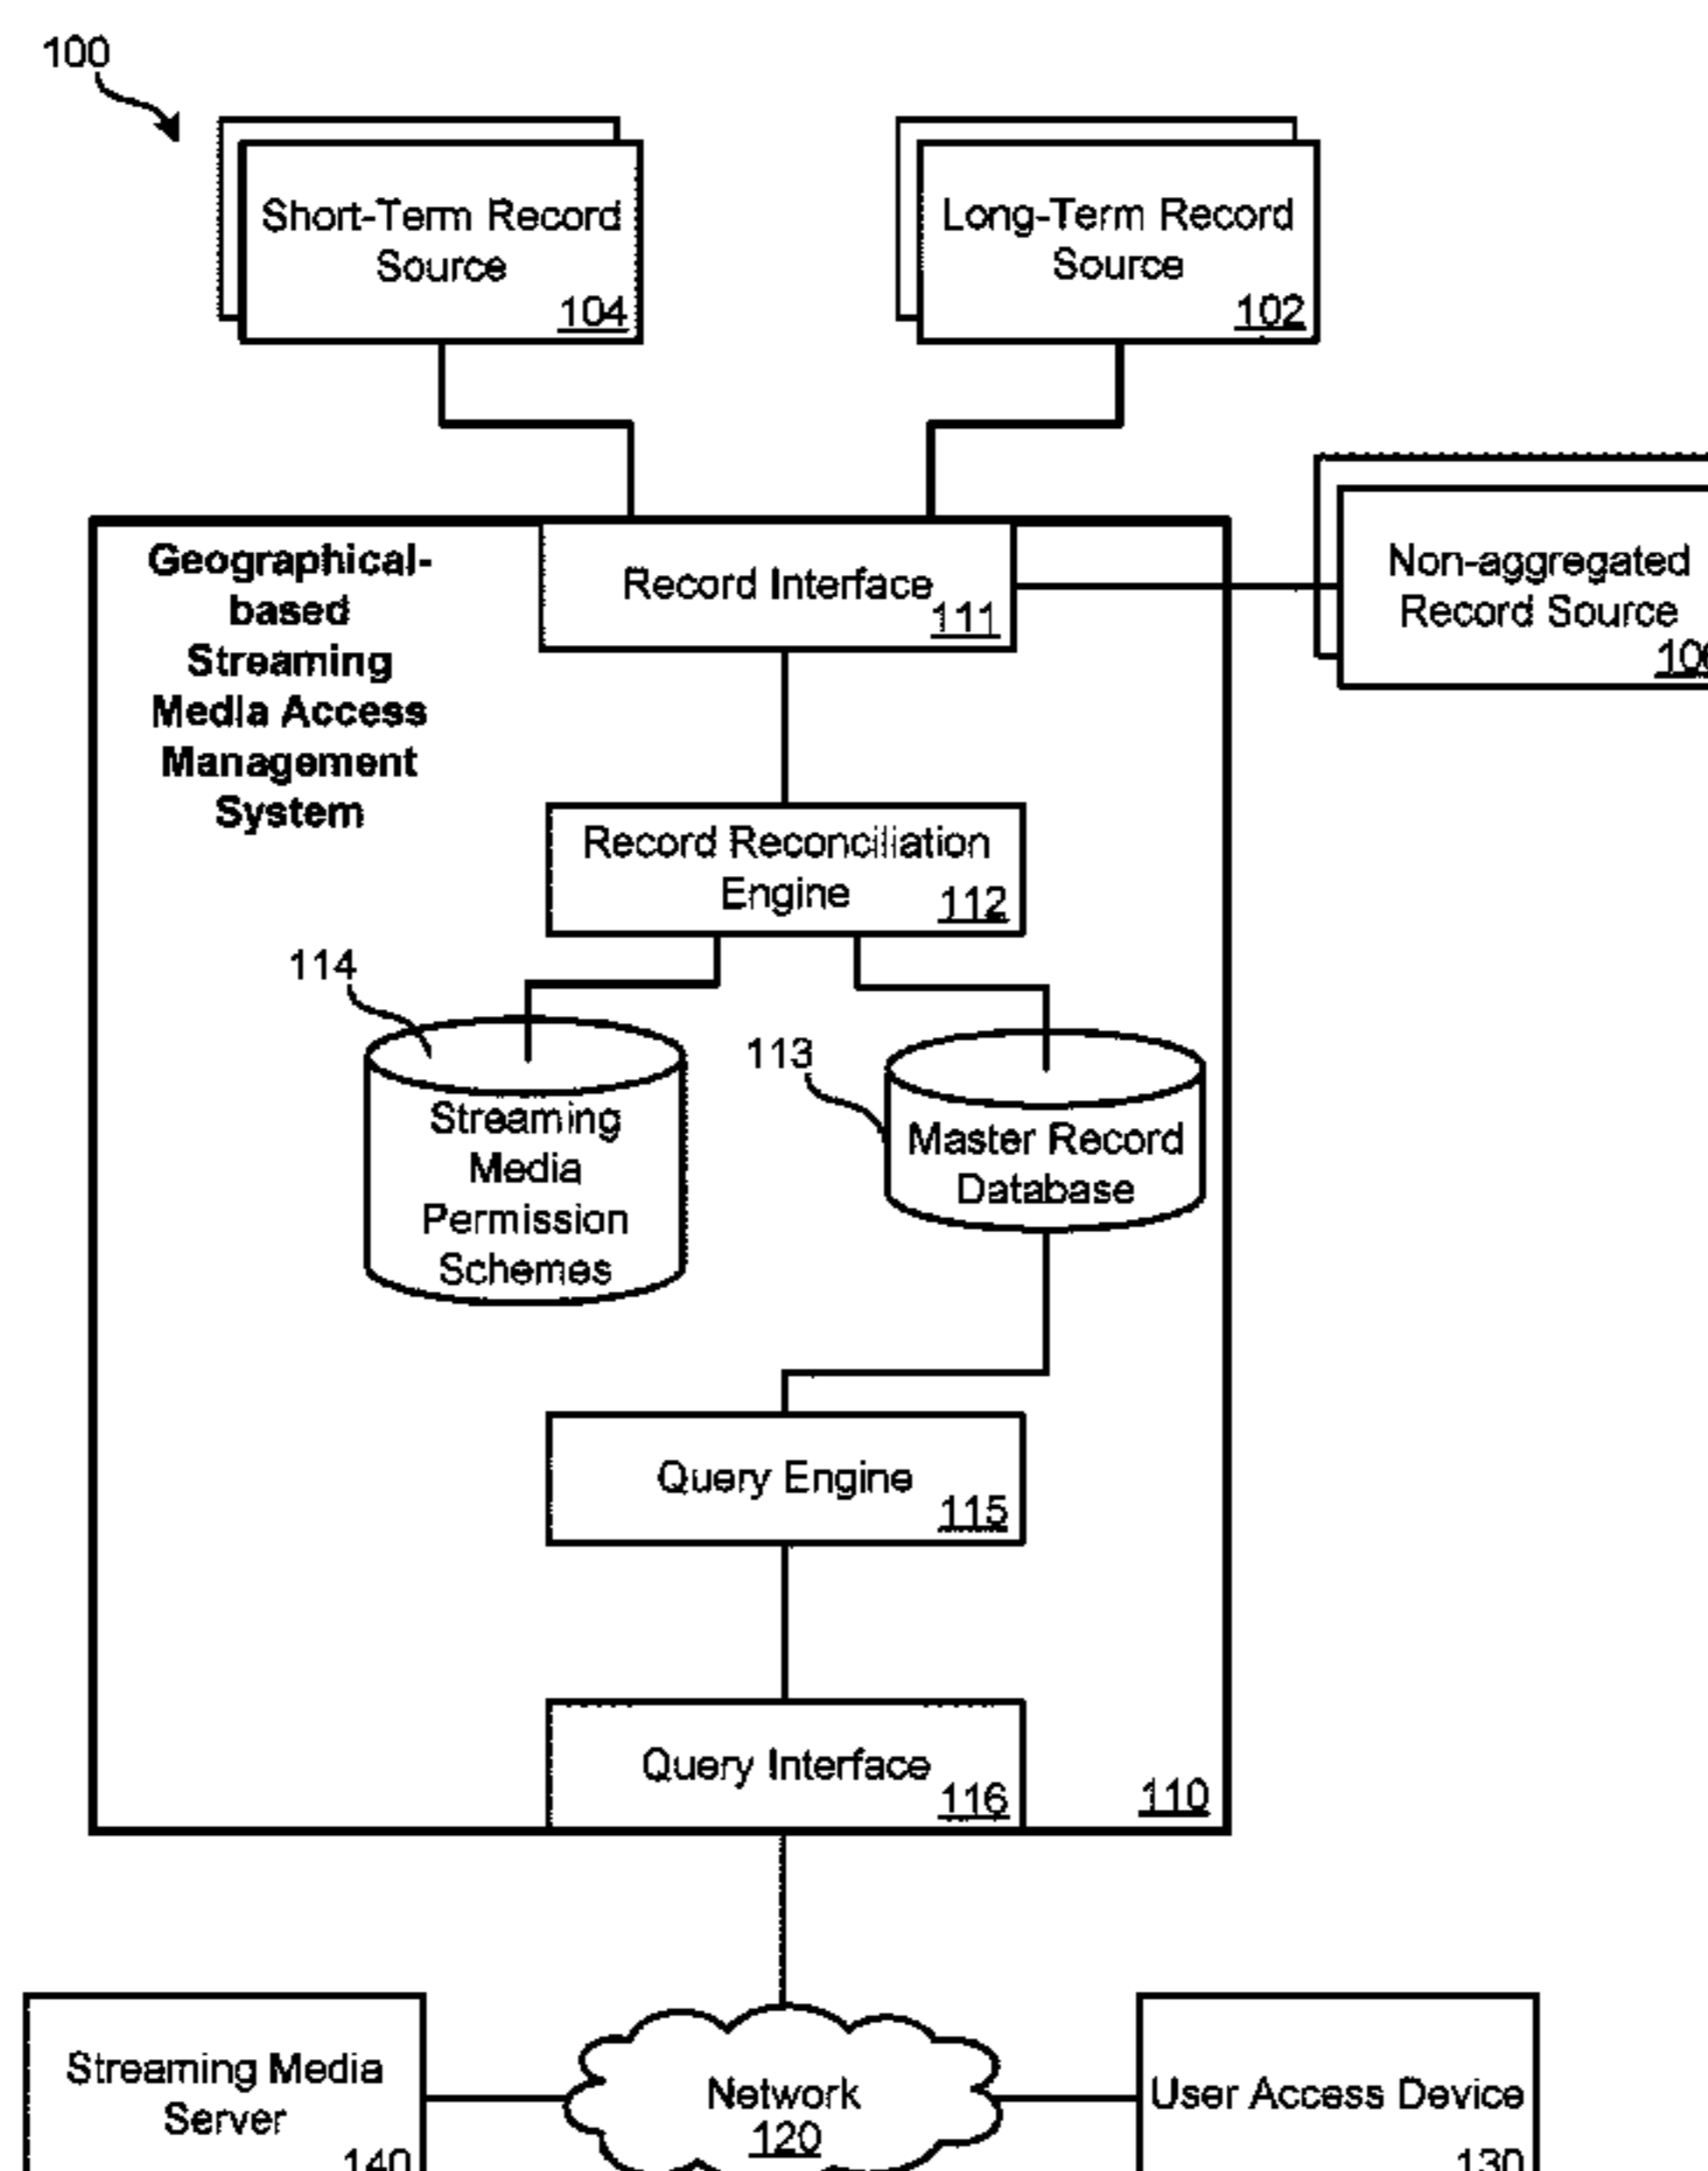 100
Short-Term Record
Source
104
Long-Term Record
Source
102
Geographical-
based
Streaming
Media Access
Management
System
Record Interface
111
Non-aggregated
Record Source
Record Reconciliation
Engine
112
114
Streaming
Media
Permission
Schemes
113
Master Record
Database
Query Engine
115
Query Interface
116
110
Streaming Media
Server
140
Network
120
User Access Device
130